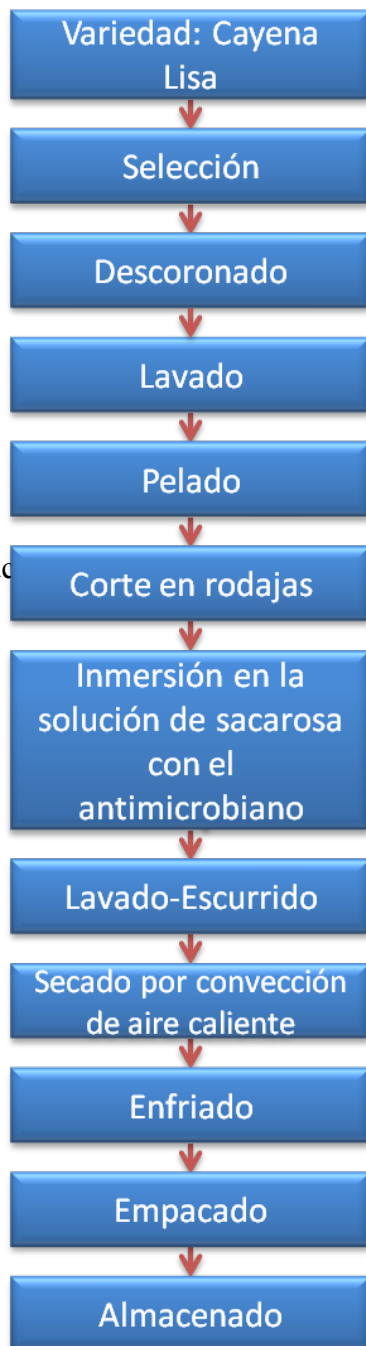 Variedad: Cayena
Lisa
Selección
Descoronado
Lavado
Pelado
Corte en rodajas
Inmersión en la
solución de sacarosa
con el
antimicrobiano
Lavado-Escurrido
Secado por convección
de aire caliente
Enfriado
Empacado
Almacenado